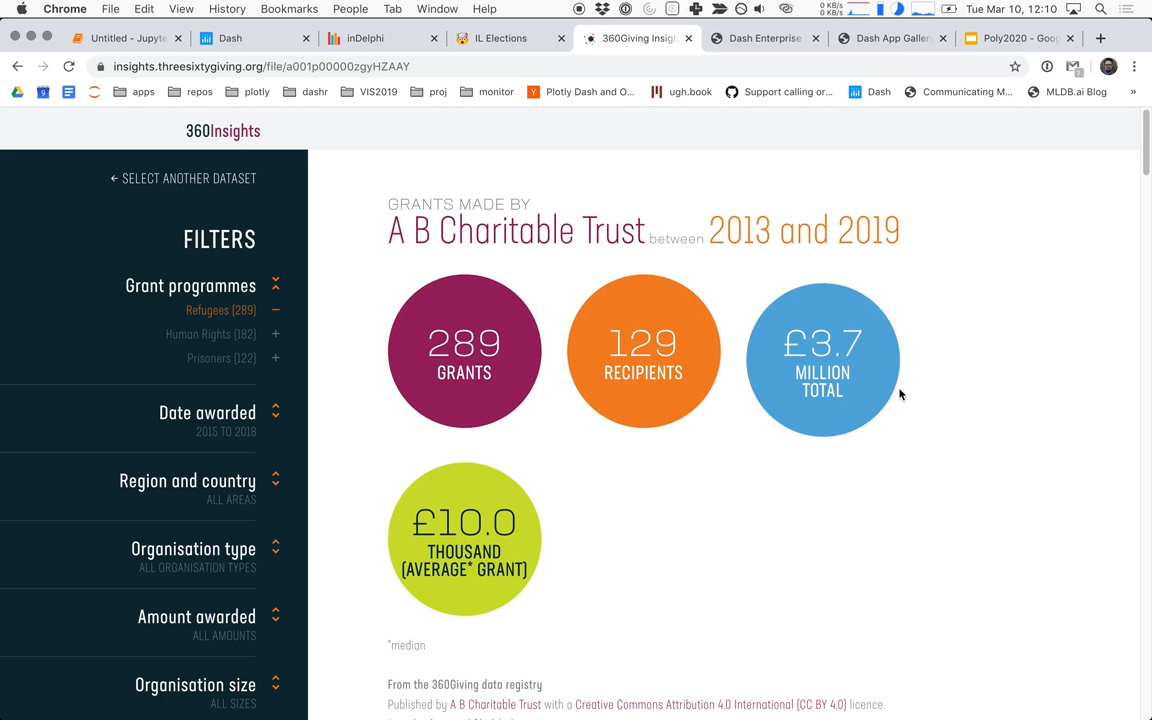 Chrome File Edit View History Bookmarks People Tab Window Help 0 KB/s 0 KB/s Tue Mar 10, 12:10
Untitled - Jupyte × Dash × inDelphi × IL Elections × 360Giving Insigh × Dash Enterprise × Dash App Galler × Poly2020 - Goog ×
insights.threesixtygiving.org/file/a001p00000zgyHZAAY
apps repos plotly dashr VIS2019 proj monitor Plotly Dash and O... ugh.book Support calling or... Dash Communicating M... MLDB.ai Blog »
360Insights
← SELECT ANOTHER DATASET
FILTERS
Grant programmes
Refugees (289) −
Human Rights (182) +
Prisoners (122) +
Date awarded
2015 TO 2018
Region and country
ALL AREAS
Organisation type
ALL ORGANISATION TYPES
Amount awarded
ALL AMOUNTS
Organisation size
ALL SIZES
GRANTS MADE BY
A B Charitable Trust between 2013 and 2019
289
GRANTS
129
RECIPIENTS
£3.7
MILLION
TOTAL
£10.0
THOUSAND
(AVERAGE* GRANT)
*median
From the 360Giving data registry
Published by A B Charitable Trust with a Creative Commons Attribution 4.0 International (CC BY 4.0) licence.